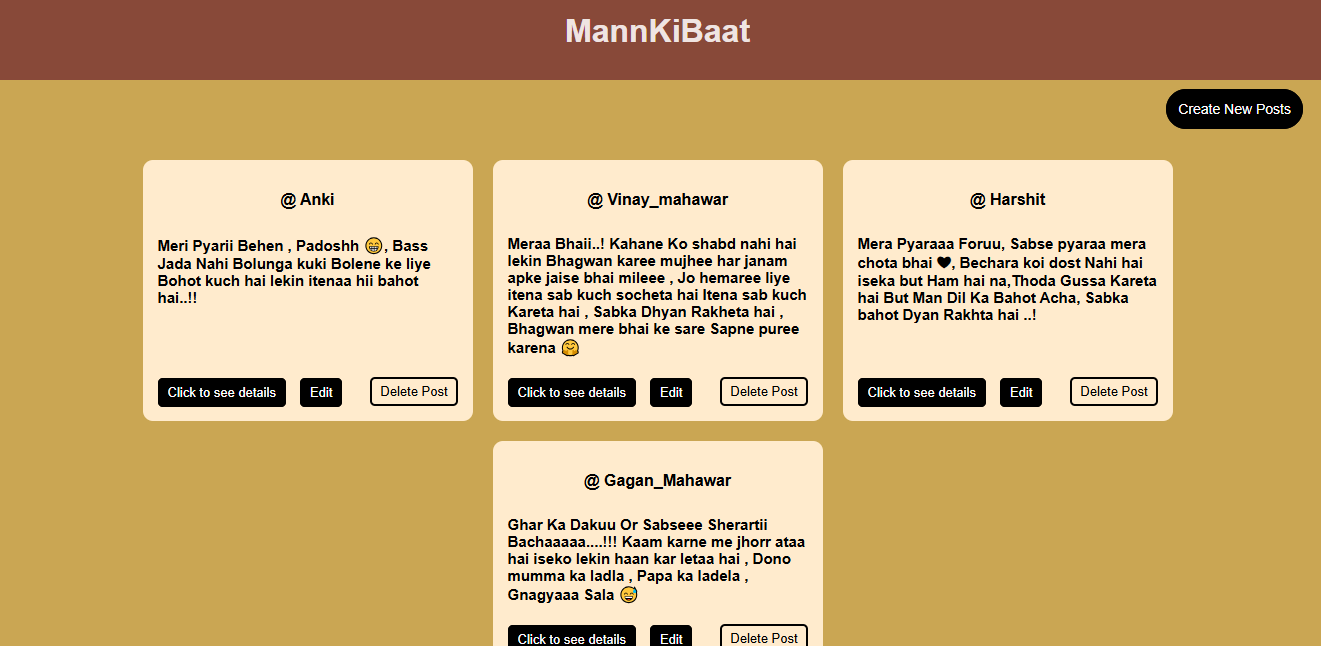 MannKiBaat
Create New Posts
@ Anki
Meri Pyarii Behen , Padoshh 😁, Bass
Jada Nahi Bolunga kuki Bolene ke liye
Bohot kuch hai lekin itenaa hii bahot
hai..!!
Click to see details
Edit
Delete Post
@ Vinay_mahawar
Meraa Bhaii..! Kahane Ko shabd nahi hai
lekin Bhagwan karee mujhee har janam
apke jaise bhai mileee , Jo hemaree liye
itena sab kuch socheta hai Itena sab kuch
Kareta hai , Sabka Dhyan Rakheta hai ,
Bhagwan mere bhai ke sare Sapne puree
karena 🤗
Click to see details
Edit
Delete Post
@ Harshit
Mera Pyaraaa Foruu, Sabse pyaraa mera
chota bhai ♥, Bechara koi dost Nahi hai
iseka but Ham hai na,Thoda Gussa Kareta
hai But Man Dil Ka Bahot Acha, Sabka
bahot Dyan Rakhta hai ..!
Click to see details
Edit
Delete Post
@ Gagan_Mahawar
Ghar Ka Dakuu Or Sabseee Sherartii
Bachaaaaa....!!! Kaam karne me jhorr ataa
hai iseko lekin haan kar letaa hai , Dono
mumma ka ladla , Papa ka ladela ,
Gnagyaaa Sala 😅
Click to see details
Edit
Delete Post